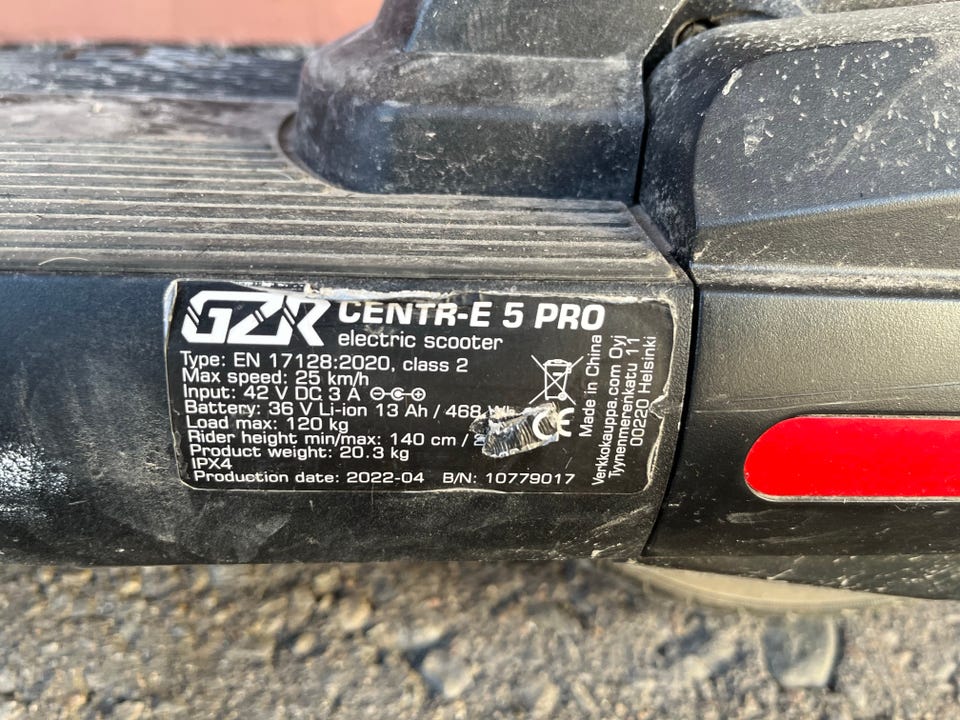 GZR CENTR-E 5 PRO
electric scooter
Type: EN 17128:2020, class 2
Max speed: 25 km/h
Input: 42 V DC 3 A
Battery: 36 V Li-ion 13 Ah / 468
Load max: 120 kg
Rider height min/max: 140 cm /
Product weight: 20.3 kg
IPX4
Production date: 2022-04 B/N: 10779017
CE
Made in China
Verkkokauppa.com Oyj
Tyynenmerenkatu 11
00220 Helsinki